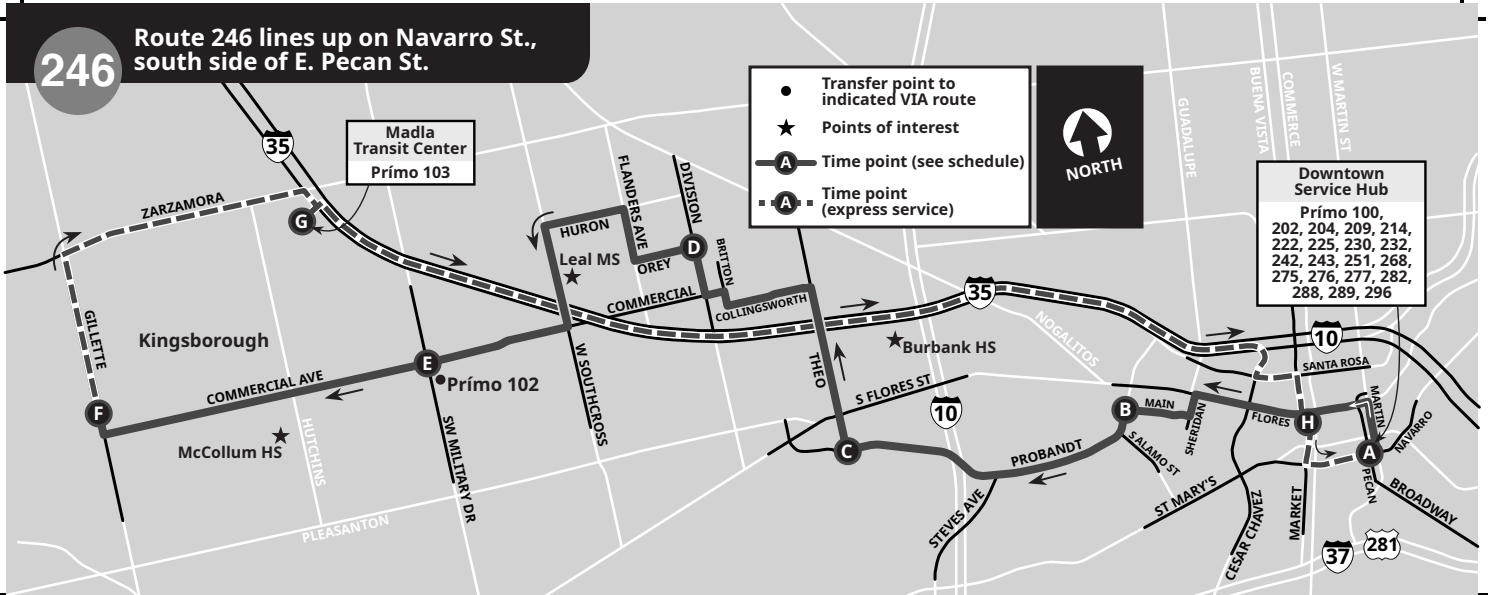 246
Route 246 lines up on Navarro St.,
south side of E. Pecan St.
35
Madla
Transit Center
Prímo 103
Transfer point to
indicated VIA route
Points of interest
A
Time point (see schedule)
A
Time point
(express service)
NORTH
GUADALUPE
BUENA VISTA
COMMERCE
W MARTIN ST
Downtown
Service Hub
Prímo 100,
202, 204, 209, 214,
222, 225, 230, 232,
242, 243, 251, 268,
275, 276, 277, 282,
288, 289, 296
ZARZAMORA
G
HURON
FLANDERS AVE
DIVISION
D
BRITTON
OREY
Leal MS
COMMERCIAL
COLLINGSWORTH
35
NOGALITOS
Burbank HS
10
SANTA ROSA
GILLETTE
Kingsborough
COMMERCIAL AVE
E
Prímo 102
W SOUTHCROSS
THEO
S FLORES ST
10
B
MAIN
SHERIDAN
FLORES
H
MARTIN
NAVARRO
A
F
McCollum HS
HUTCHINS
SW MILITARY DR
C
PROBANDT
SALAMO ST
STEVES AVE
ST MARY'S
CESAR CHAVEZ
MARKET
PECAN
BROADWAY
PLEASANTON
37
281